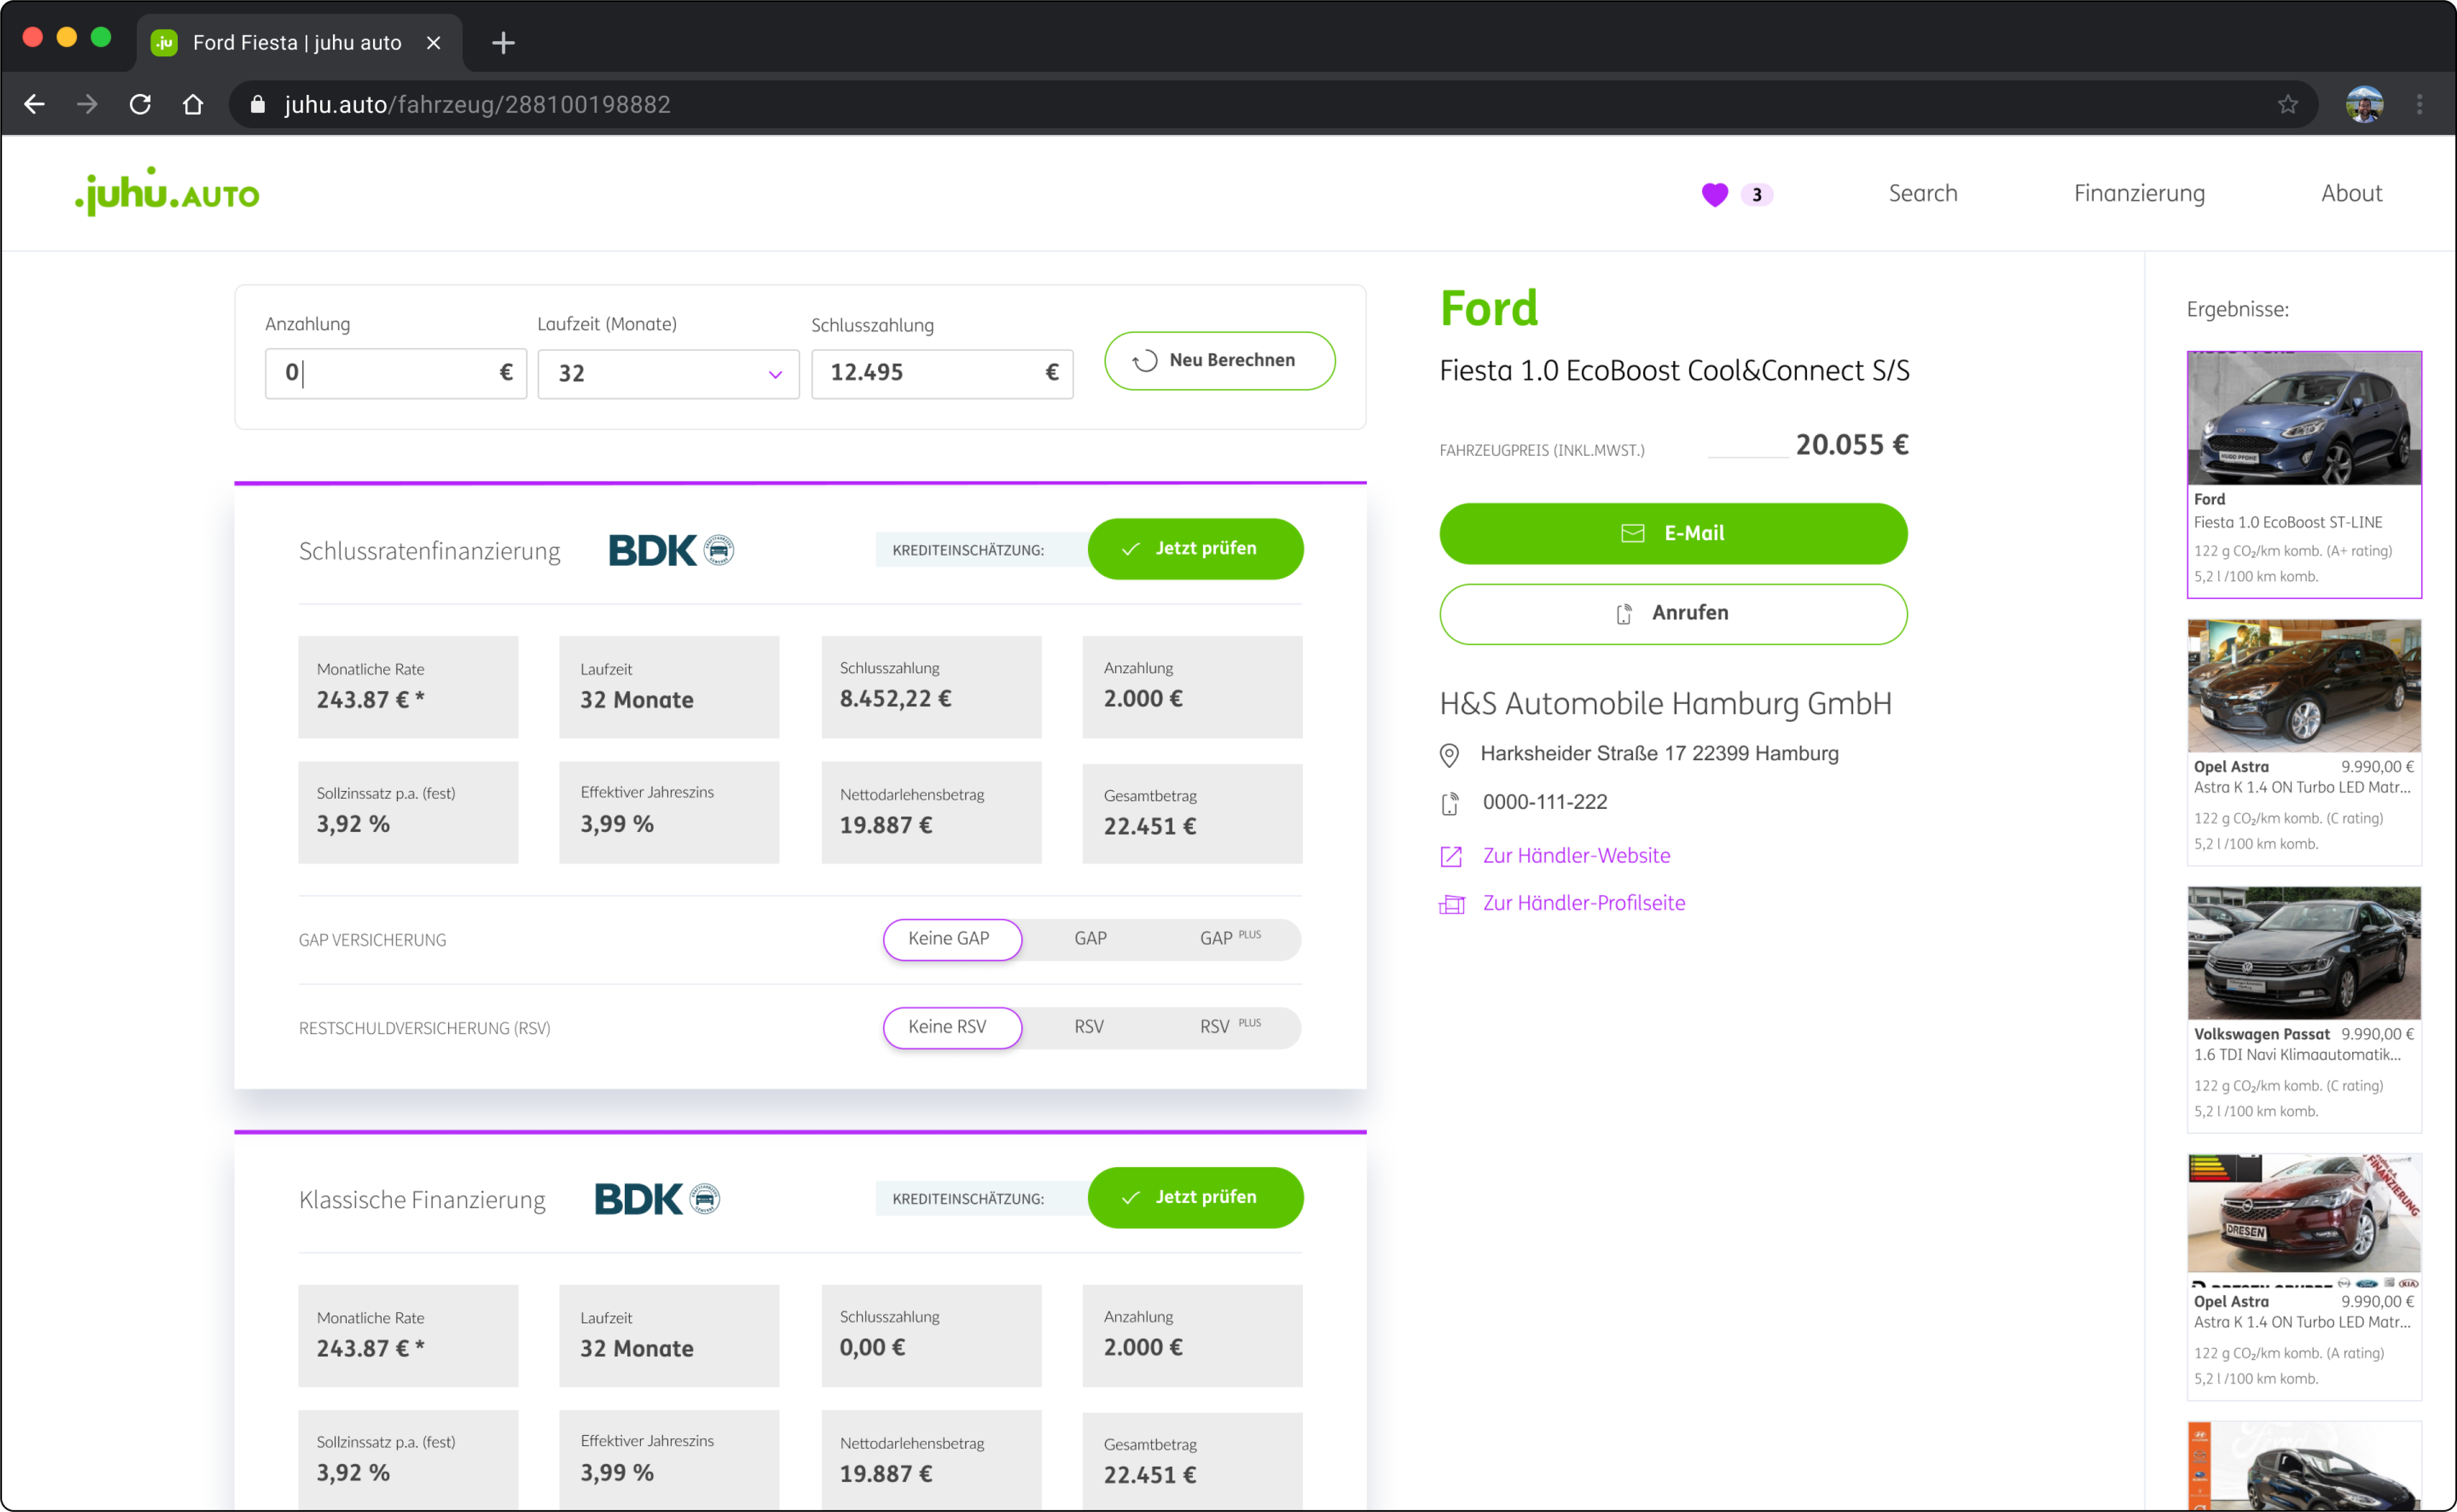 .ju Ford Fiesta | juhu auto
juhu.auto/fahrzeug/288100198882
.juhu.AUTO
3
Search
Finanzierung
About
Anzahlung
0 €
Laufzeit (Monate)
32
Schlusszahlung
12.495 €
Neu Berechnen
Schlussratenfinanzierung
BDK
KREDITEINSCHÄTZUNG:
Jetzt prüfen
Monatliche Rate
243.87 € *
Laufzeit
32 Monate
Schlusszahlung
8.452,22 €
Anzahlung
2.000 €
Sollzinssatz p.a. (fest)
3,92 %
Effektiver Jahreszins
3,99 %
Nettodarlehensbetrag
19.887 €
Gesamtbetrag
22.451 €
GAP VERSICHERUNG
Keine GAP
GAP
GAP PLUS
RESTSCHULDVERSICHERUNG (RSV)
Keine RSV
RSV
RSV PLUS
Klassische Finanzierung
BDK
KREDITEINSCHÄTZUNG:
Jetzt prüfen
Monatliche Rate
243.87 € *
Laufzeit
32 Monate
Schlusszahlung
0,00 €
Anzahlung
2.000 €
Sollzinssatz p.a. (fest)
3,92 %
Effektiver Jahreszins
3,99 %
Nettodarlehensbetrag
19.887 €
Gesamtbetrag
22.451 €
Ford
Fiesta 1.0 EcoBoost Cool&Connect S/S
FAHRZEUGPREIS (INKL.MWST.) 20.055 €
E-Mail
Anrufen
H&S Automobile Hamburg GmbH
Harksheider Straße 17 22399 Hamburg
0000-111-222
Zur Händler-Website
Zur Händler-Profilseite
Ergebnisse:
HUGO PFOHE
Ford
Fiesta 1.0 EcoBoost ST-LINE
122 g CO₂/km komb. (A+ rating)
5,2 l /100 km komb.
Opel Astra 9.990,00 €
Astra K 1.4 ON Turbo LED Matr...
122 g CO₂/km komb. (C rating)
5,2 l /100 km komb.
Volkswagen Passat 9.990,00 €
1.6 TDI Navi Klimaautomatik...
122 g CO₂/km komb. (C rating)
5,2 l /100 km komb.
FINANZIERUNG
DRESEN
KIA
Opel Astra 9.990,00 €
Astra K 1.4 ON Turbo LED Matr...
122 g CO₂/km komb. (A rating)
5,2 l /100 km komb.
Ford